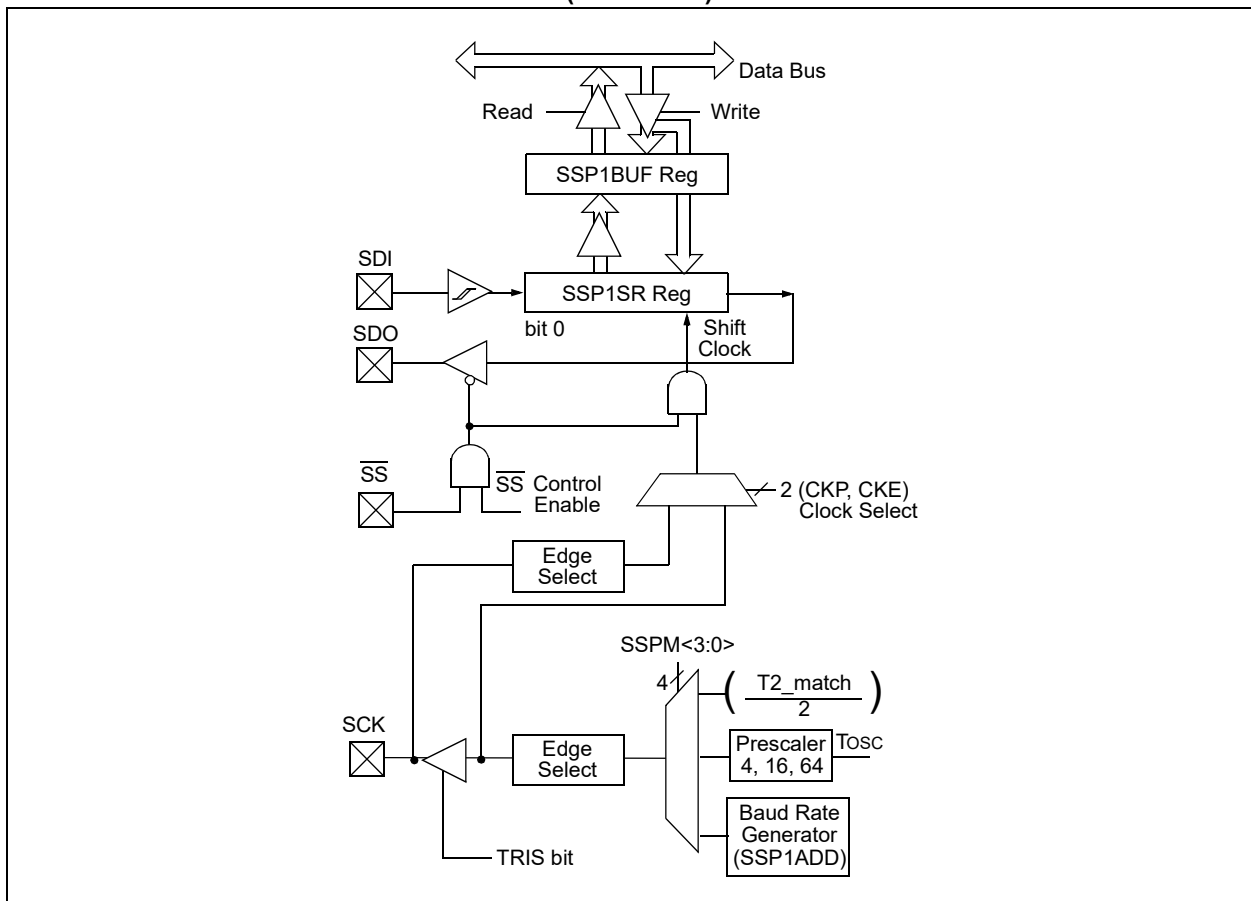 Data Bus
Read
Write
SSP1BUF Reg
SDI
SSP1SR Reg
bit 0
Shift
Clock
SDO
SS
SS Control
Enable
2 (CKP, CKE)
Clock Select
Edge
Select
SSPM<3:0>
4
( T2_match )
2
SCK
Edge
Select
Prescaler
4, 16, 64
TOSC
Baud Rate
Generator
(SSP1ADD)
TRIS bit